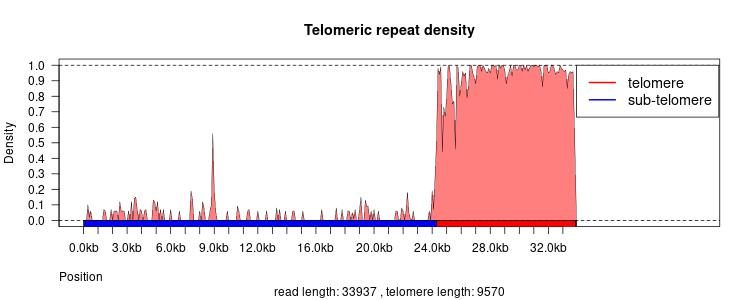 Telomeric repeat density
1.0
0.9
0.8
0.7
0.6
0.5
0.4
0.3
0.2
0.1
0.0
Density
telomere
sub-telomere
0.0kb 3.0kb 6.0kb 9.0kb 12.0kb 16.0kb 20.0kb 24.0kb 28.0kb 32.0kb
Position
read length: 33937 , telomere length: 9570